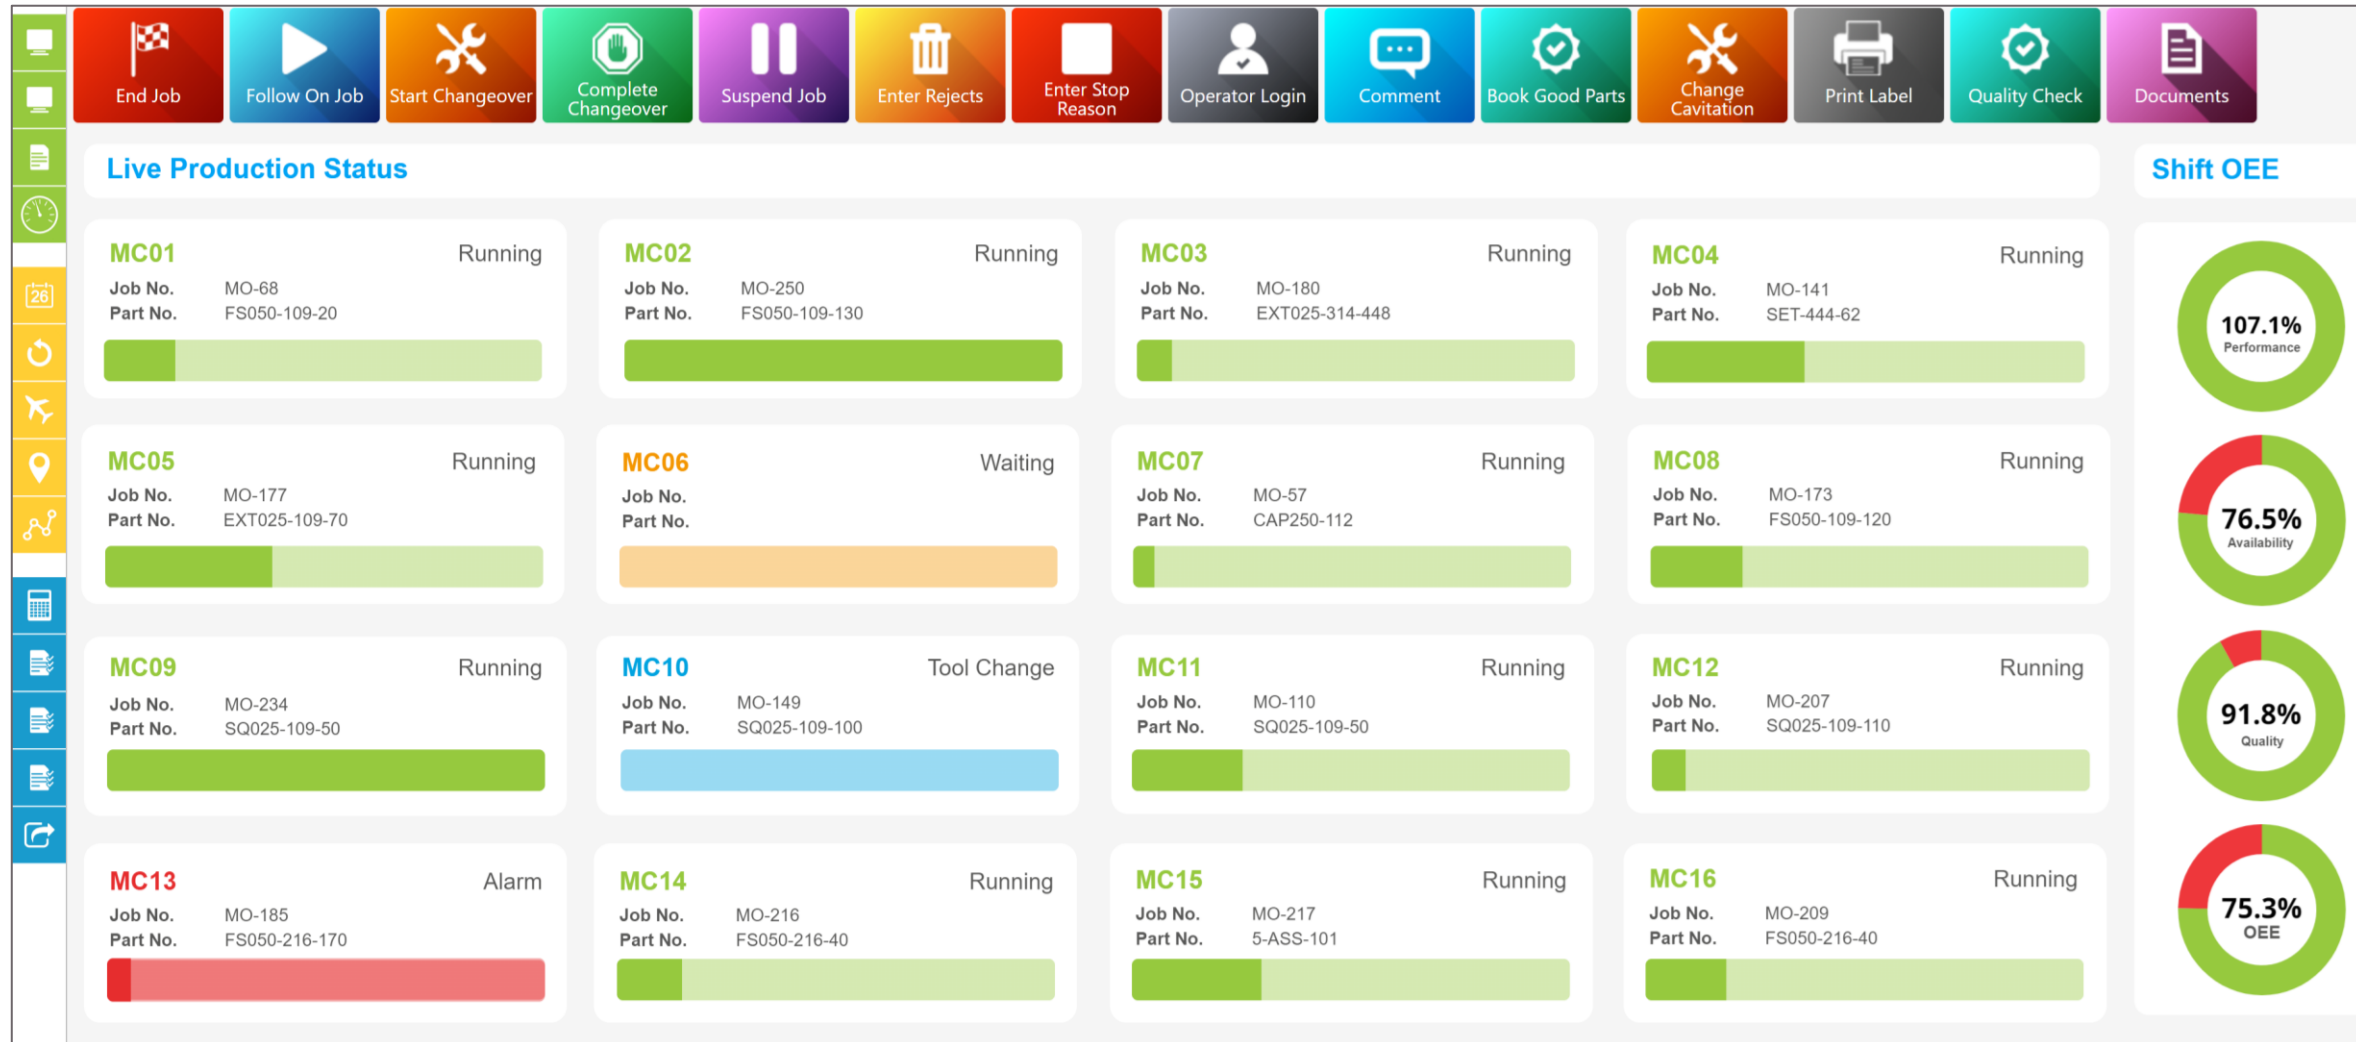 End Job
Follow On Job
Start Changeover
Complete
Changeover
Suspend Job
Enter Rejects
Enter Stop
Reason
Operator Login
Comment
Book Good Parts
Change
Cavitation
Print Label
Quality Check
Documents
26
Live Production Status
Shift OEE
MC01 Running
Job No. MO-68
Part No. FS050-109-20
MC02 Running
Job No. MO-250
Part No. FS050-109-130
MC03 Running
Job No. MO-180
Part No. EXT025-314-448
MC04 Running
Job No. MO-141
Part No. SET-444-62
MC05 Running
Job No. MO-177
Part No. EXT025-109-70
MC06 Waiting
Job No.
Part No.
MC07 Running
Job No. MO-57
Part No. CAP250-112
MC08 Running
Job No. MO-173
Part No. FS050-109-120
MC09 Running
Job No. MO-234
Part No. SQ025-109-50
MC10 Tool Change
Job No. MO-149
Part No. SQ025-109-100
MC11 Running
Job No. MO-110
Part No. SQ025-109-50
MC12 Running
Job No. MO-207
Part No. SQ025-109-110
MC13 Alarm
Job No. MO-185
Part No. FS050-216-170
MC14 Running
Job No. MO-216
Part No. FS050-216-40
MC15 Running
Job No. MO-217
Part No. 5-ASS-101
MC16 Running
Job No. MO-209
Part No. FS050-216-40
107.1%
Performance
76.5%
Availability
91.8%
Quality
75.3%
OEE